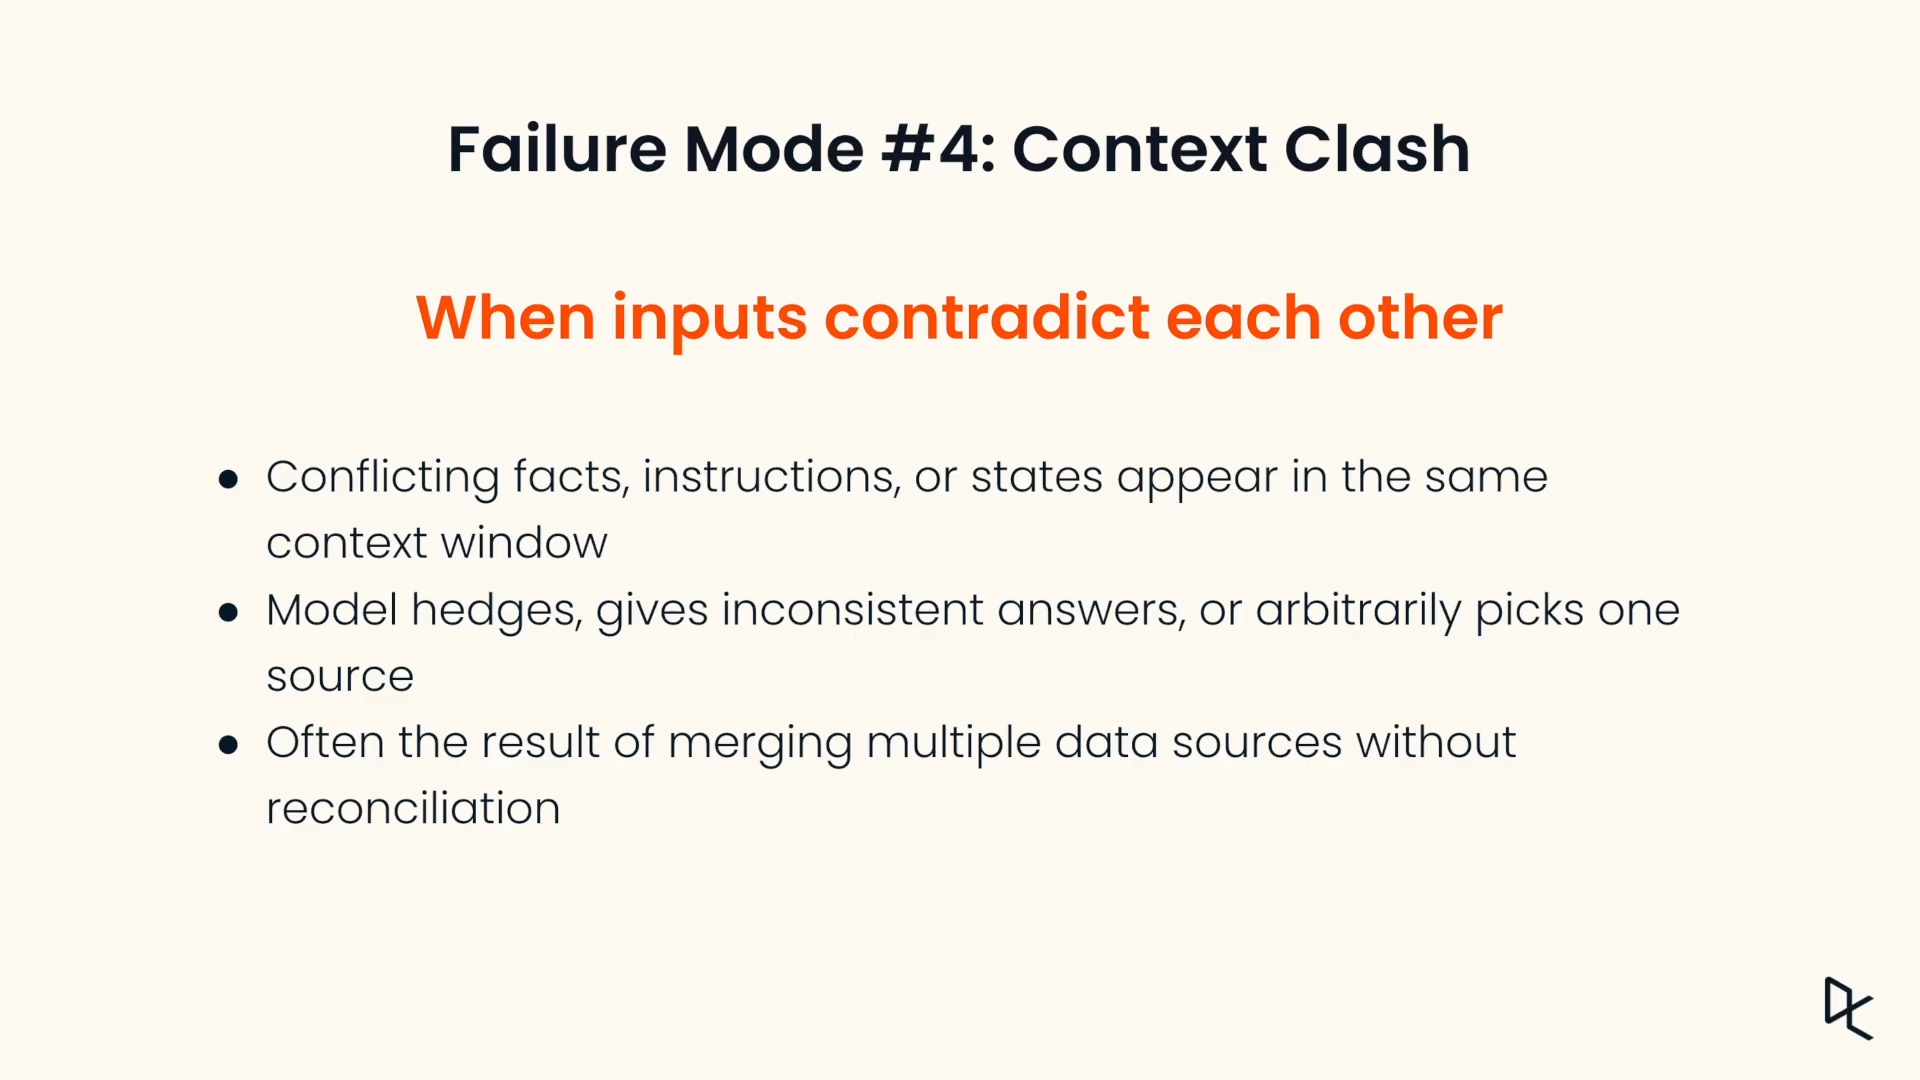 Failure Mode #4: Context Clash
When inputs contradict each other
● Conflicting facts, instructions, or states appear in the same
context window
● Model hedges, gives inconsistent answers, or arbitrarily picks one
source
● Often the result of merging multiple data sources without
reconciliation